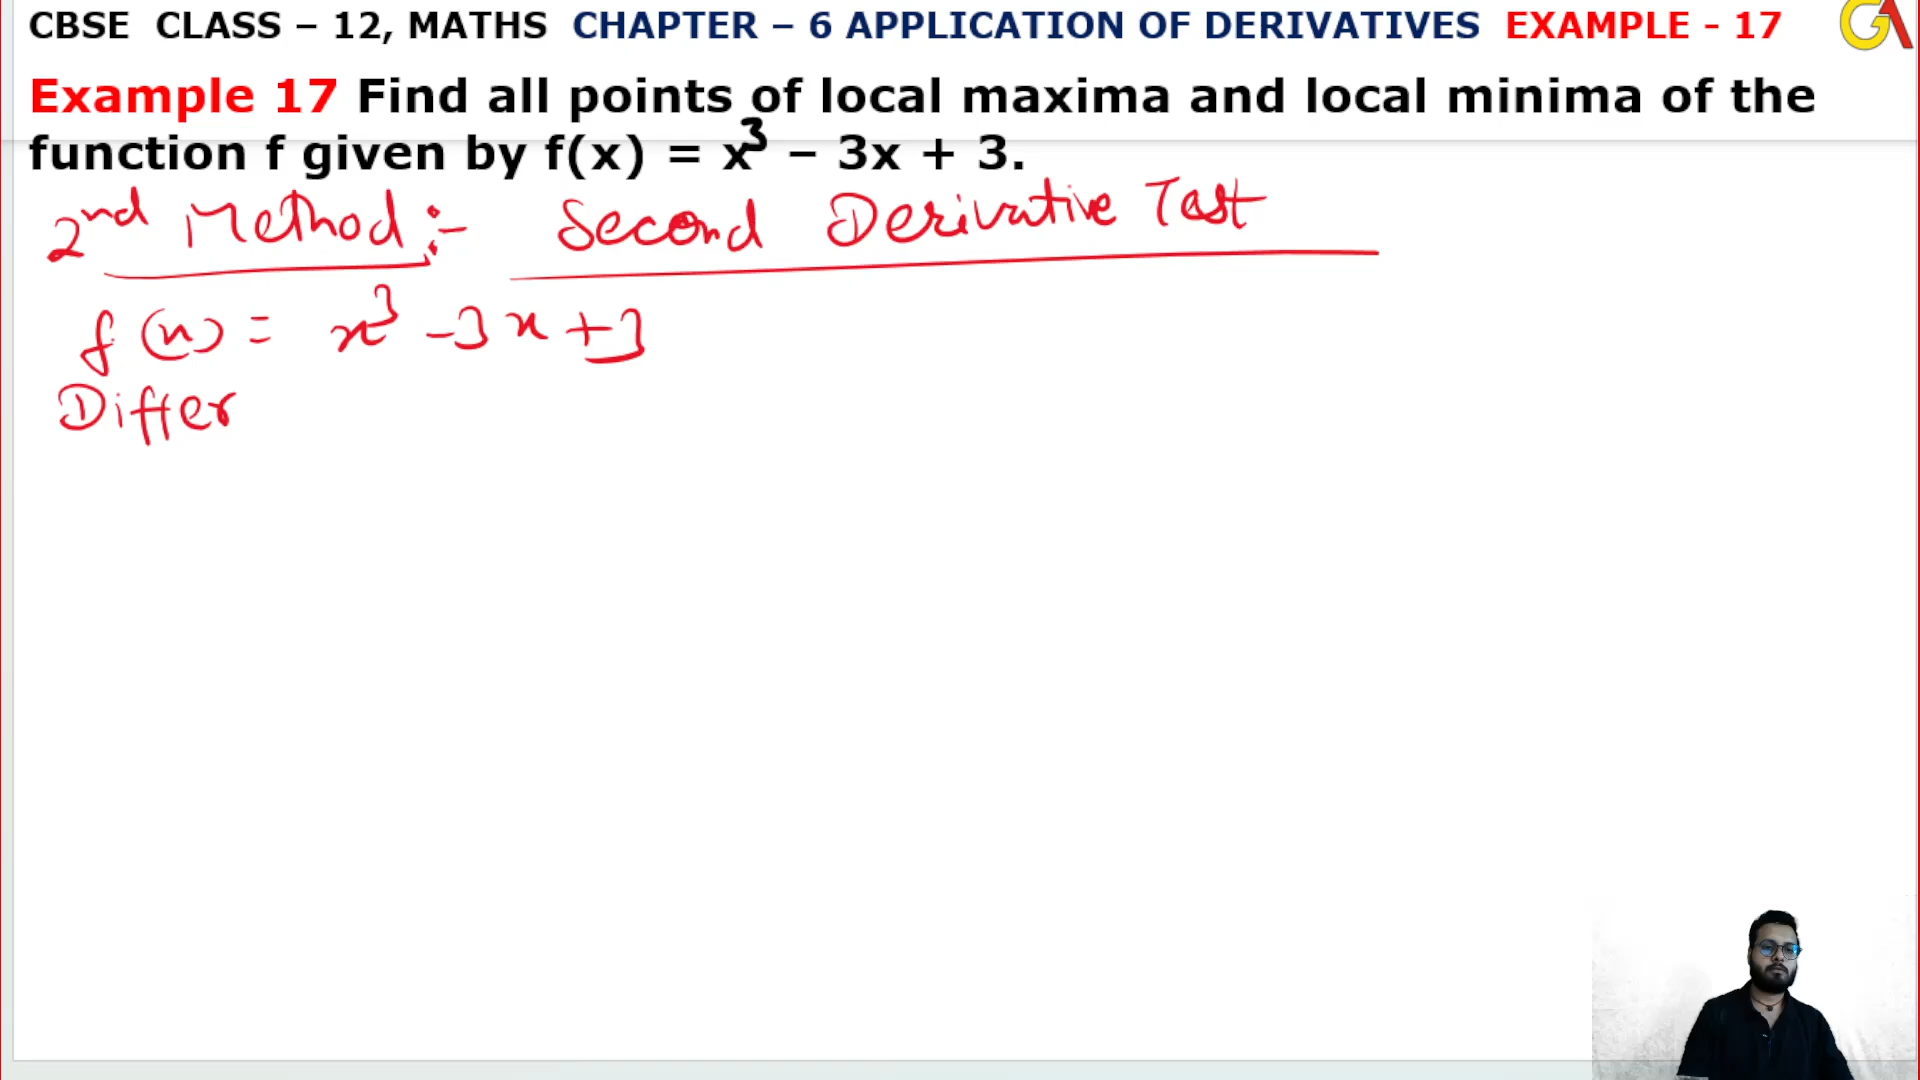 CBSE CLASS – 12, MATHS CHAPTER – 6 APPLICATION OF DERIVATIVES EXAMPLE - 17
GA
Example 17 Find all points of local maxima and local minima of the
function f given by f(x) = x³ – 3x + 3.
2nd Method:- Second Derivative Test
f(x) = x³ - 3x + 3
Differ